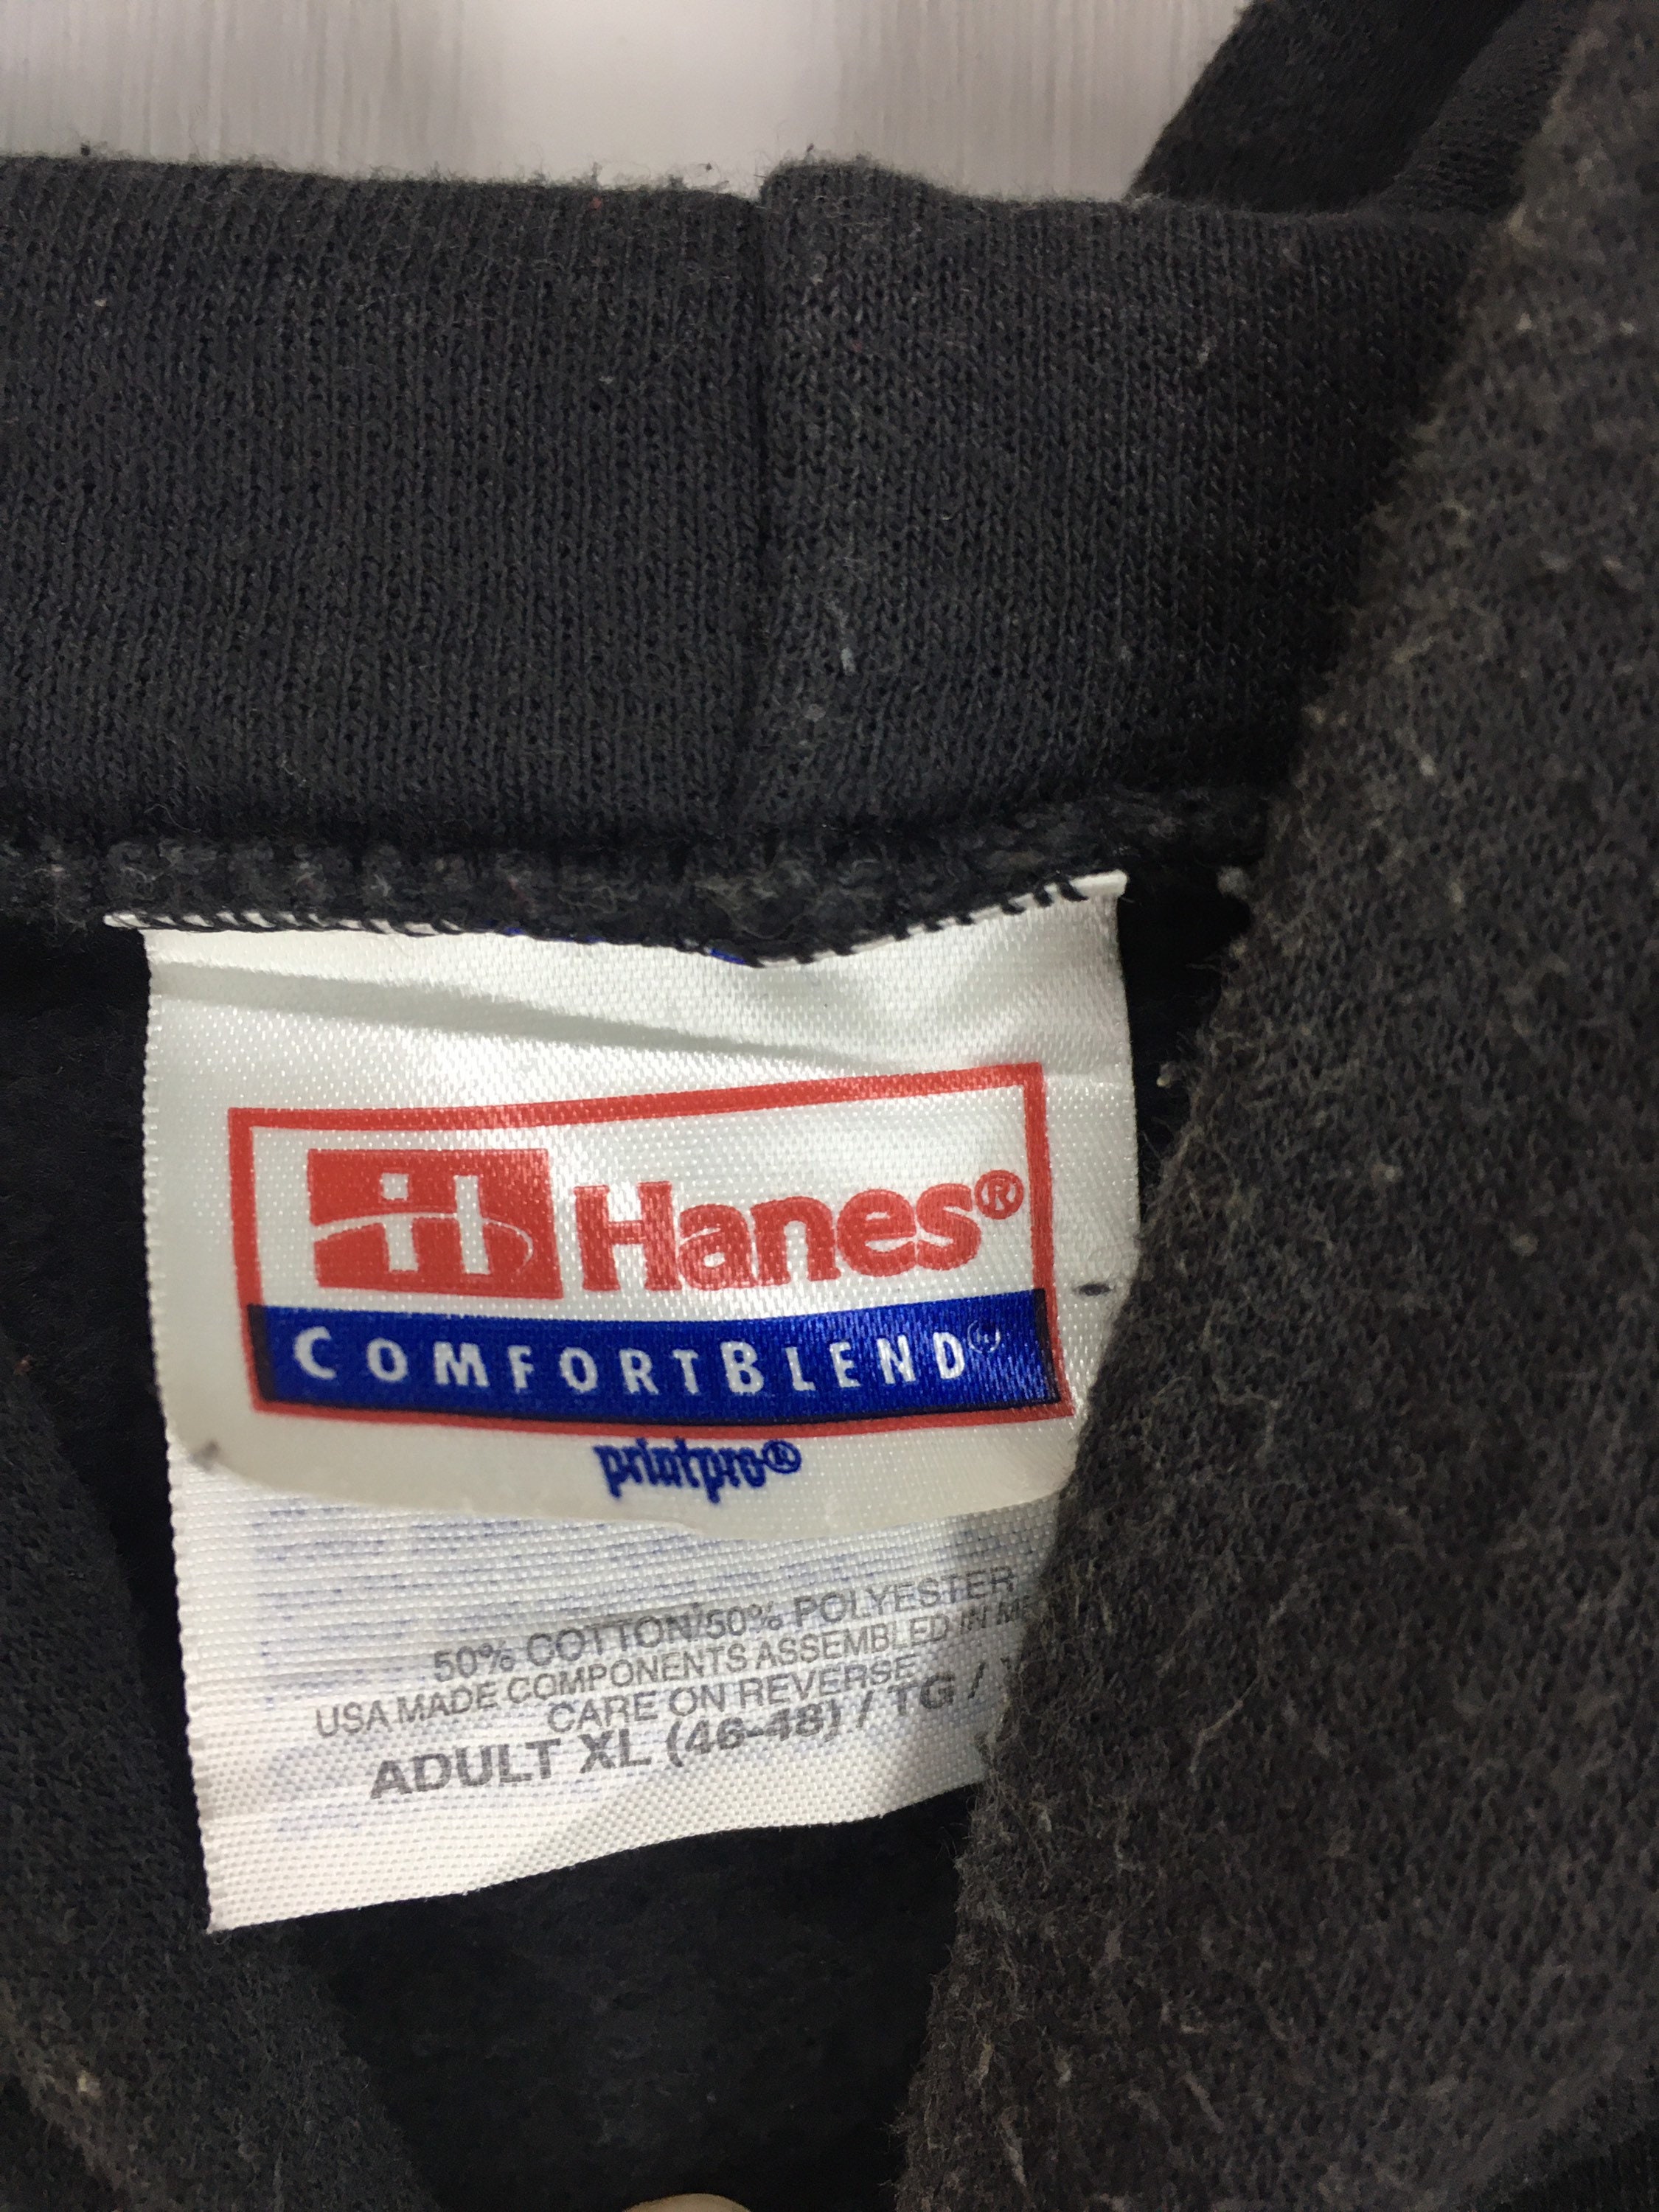 Hanes®
COMFORTBLEND
printpro®
50% COTTON/50% POLYESTER
USA MADE COMPONENTS ASSEMBLED IN
CARE ON REVERSE
ADULT XL (46-48) / TG /